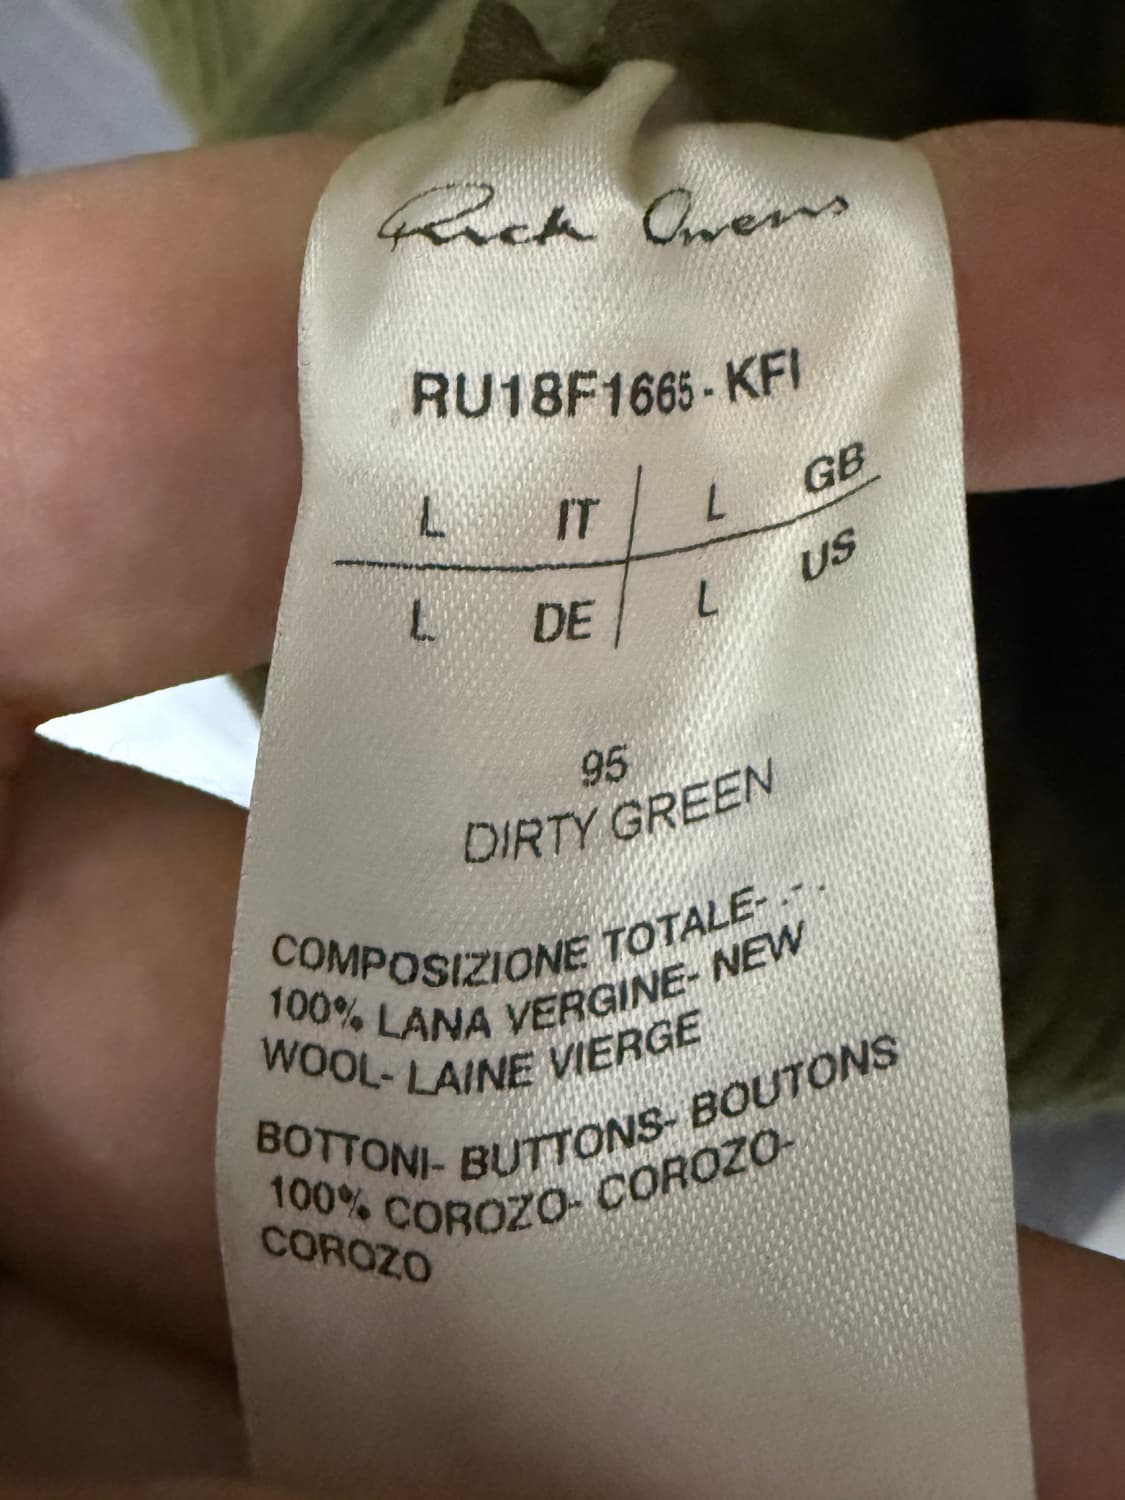 Rick Owens
RU18F1665-KFI
L IT L GB
L DE L US
95
DIRTY GREEN
COMPOSIZIONE TOTALE-
100% LANA VERGINE- NEW
WOOL- LAINE VIERGE
BOTTONI- BUTTONS- BOUTONS
100% COROZO- COROZO-
COROZO